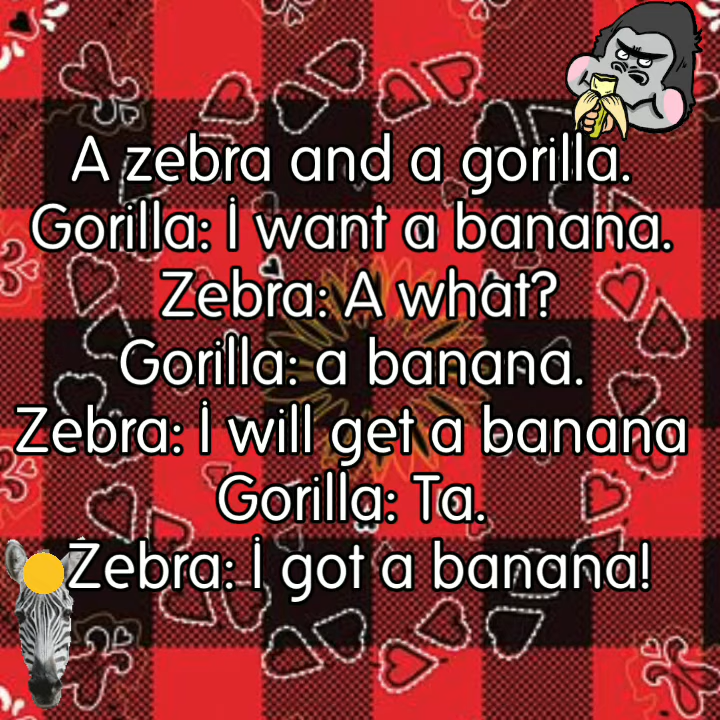 A zebra and a gorilla.
Gorilla: I want a banana.
Zebra: A what?
Gorilla: a banana.
Zebra: I will get a banana
Gorilla: Ta.
Zebra: I got a banana!